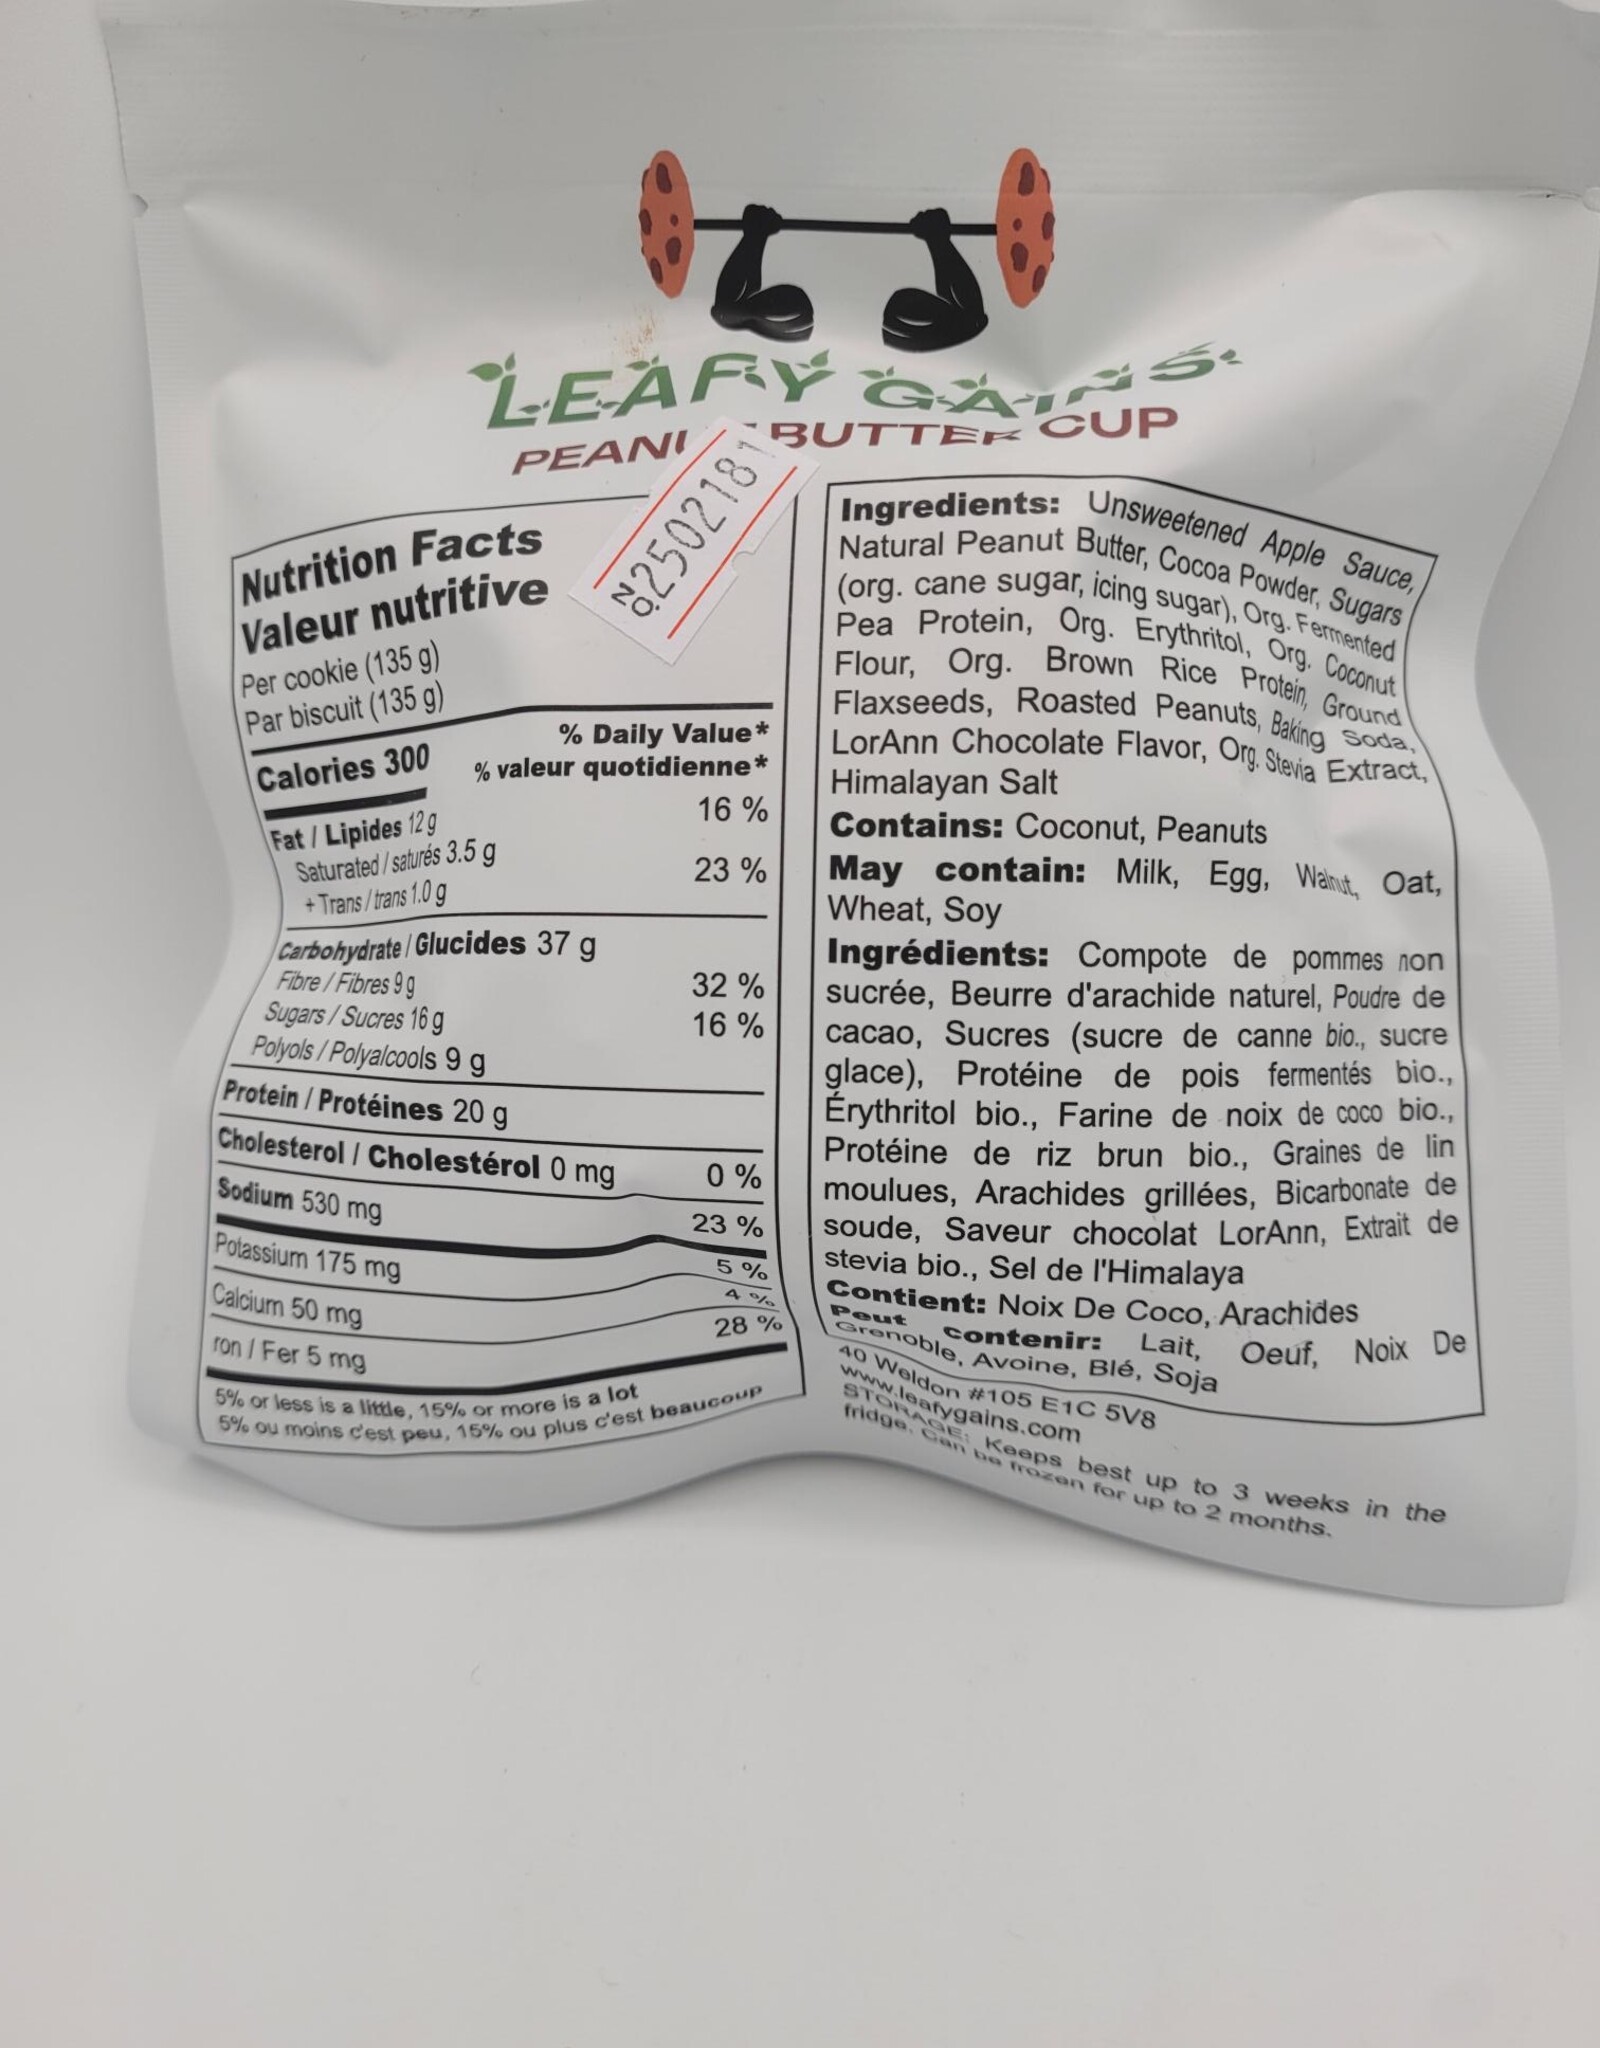 LEAFY GAINS
BUTTER CUP
№ 2502181
Nutrition Facts
Valeur nutritive
Per cookie (135 g)
Par biscuit (135 g)
% Daily Value*
Calories 300
% valeur quotidienne*
Fat / Lipides 12 g 16 %
Saturated / saturés 3.5 g 23 %
+ Trans / trans 1.0 g
Carbohydrate / Glucides 37 g
Fibre / Fibres 9 g 32 %
Sugars / Sucres 16 g 16 %
Polyols / Polyalcools 9 g
Protein / Protéines 20 g
Cholesterol / Cholestérol 0 mg 0 %
Sodium 530 mg 23 %
Potassium 175 mg 5 %
Calcium 50 mg 4 %
ron / Fer 5 mg 28 %
5% or less is a little, 15% or more is a lot
5% ou moins c'est peu, 15% ou plus c'est beaucoup
Ingredients: Unsweetened Apple Sauce,
Natural Peanut Butter, Cocoa Powder, Sugars
(org. cane sugar, icing sugar), Org. Fermented
Pea Protein, Org. Erythritol, Org. Coconut
Flour, Org. Brown Rice Protein, Ground
Flaxseeds, Roasted Peanuts, Baking Soda,
LorAnn Chocolate Flavor, Org. Stevia Extract,
Himalayan Salt
Contains: Coconut, Peanuts
May contain: Milk, Egg, Walnut, Oat,
Wheat, Soy
Ingrédients: Compote de pommes non
sucrée, Beurre d'arachide naturel, Poudre de
cacao, Sucres (sucre de canne bio., sucre
glace), Protéine de pois fermentés bio.,
Érythritol bio., Farine de noix de coco bio.,
Protéine de riz brun bio., Graines de lin
moulues, Arachides grillées, Bicarbonate de
soude, Saveur chocolat LorAnn, Extrait de
stevia bio., Sel de l'Himalaya
Contient: Noix De Coco, Arachides
Peut contenir: Lait, Oeuf, Noix De
Grenoble, Avoine, Blé, Soja
40 Weldon #105 E1C 5V8
www.leafygains.com
STORAGE: Keeps best up to 3 weeks in the
fridge. Can be frozen for up to 2 months.